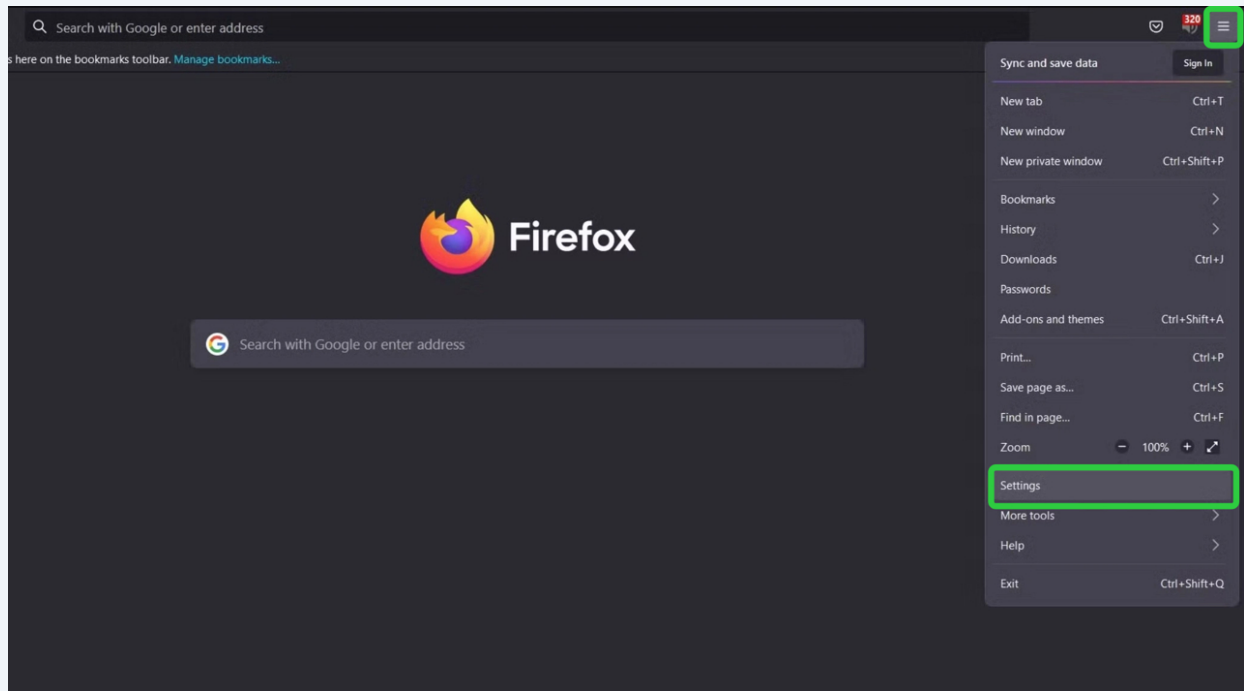 Search with Google or enter address
320
s here on the bookmarks toolbar. Manage bookmarks...
Sync and save data Sign In
New tab Ctrl+T
New window Ctrl+N
New private window Ctrl+Shift+P
Bookmarks
History
Downloads Ctrl+J
Passwords
Add-ons and themes Ctrl+Shift+A
Print... Ctrl+P
Save page as... Ctrl+S
Find in page... Ctrl+F
Zoom − 100% +
Settings
More tools
Help
Exit Ctrl+Shift+Q
Firefox
Search with Google or enter address